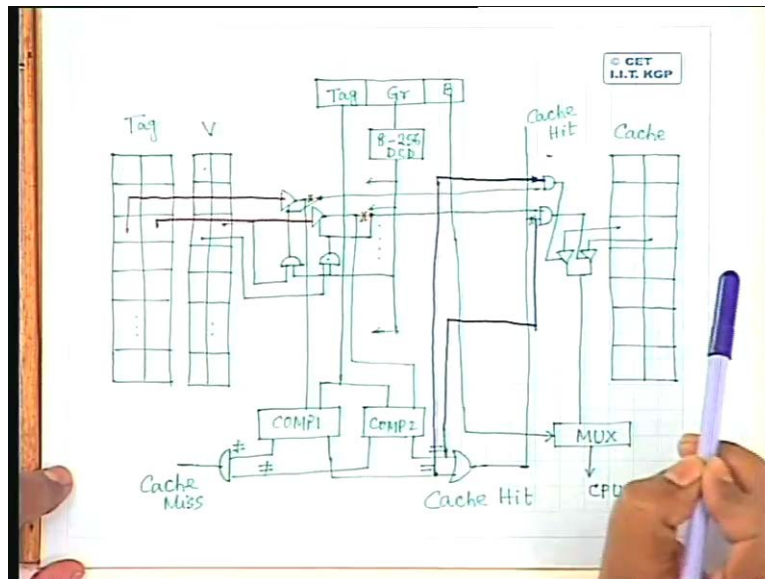 © CET
I.I.T. KGP
Tag Gr B
Tag V
8-256
DCD
Cache
Hit
Cache
COMP1
COMP2
≠
≠
=
=
MUX
Cache
Miss
Cache Hit
CPU